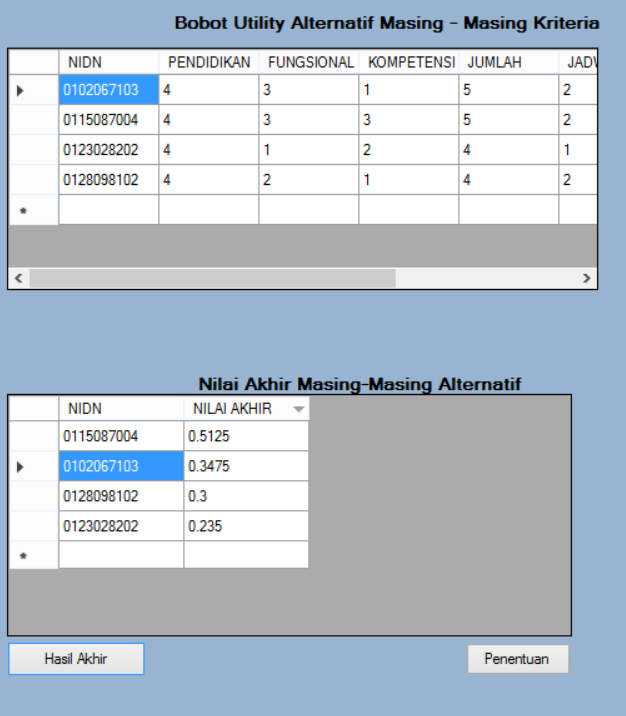 Bobot Utility Alternatif Masing - Masing Kriteria
NIDN PENDIDIKAN FUNGSIONAL KOMPETENSI JUMLAH JADW
0102067103 4 3 1 5 2
0115087004 4 3 3 5 2
0123028202 4 1 2 4 1
0128098102 4 2 1 4 2
Nilai Akhir Masing-Masing Alternatif
NIDN NILAI AKHIR
0115087004 0.5125
0102067103 0.3475
0128098102 0.3
0123028202 0.235
Hasil Akhir Penentuan